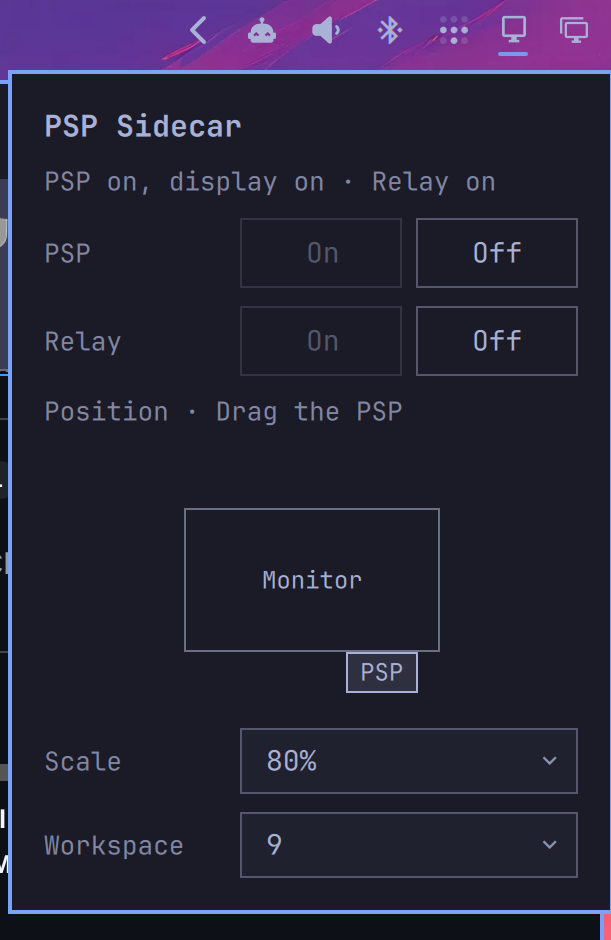 PSP Sidecar
PSP on, display on · Relay on
PSP On Off
Relay On Off
Position · Drag the PSP
Monitor
PSP
Scale 80%
Workspace 9